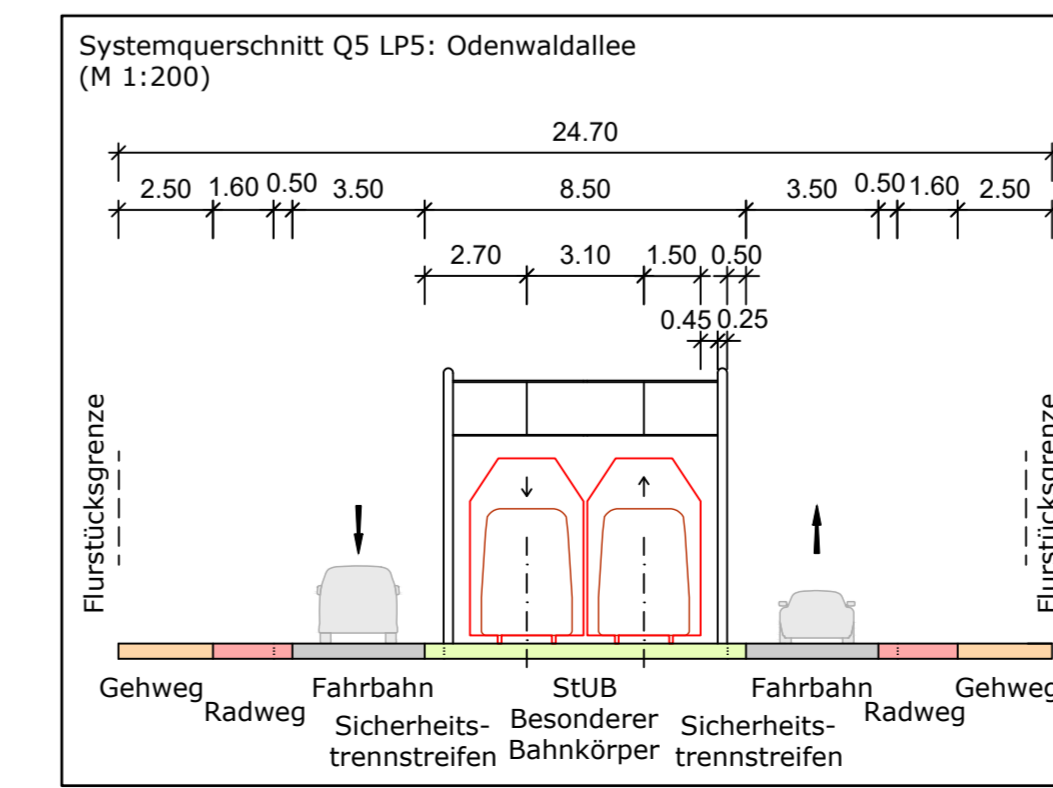 Systemquerschnitt Q5 LP5: Odenwaldallee
(M 1:200)
24.70
2.50 1.60 0.50 3.50 8.50 3.50 0.50 1.60 2.50
2.70 3.10 1.50 0.50
0.45 0.25
Flurstücksgrenze
Flurstücksgrenze
Gehweg
Radweg
Fahrbahn
Sicherheits-
trennstreifen
StUB
Besonderer
Bahnkörper
Sicherheits-
trennstreifen
Fahrbahn
Radweg
Gehweg